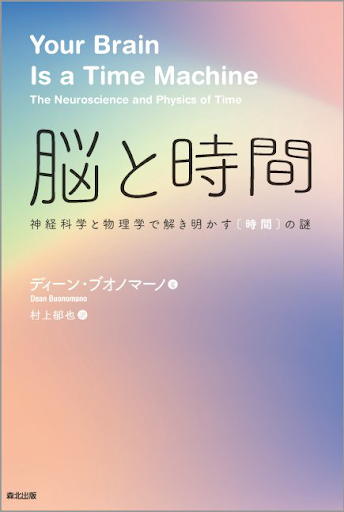 Your Brain
Is a Time Machine
The Neuroscience and Physics of Time
脳と時間
神経科学と物理学で解き明かす〔時間〕の謎
ディーン・ブオノマーノ 著
Dean Buonomano
村上郁也 訳
森北出版